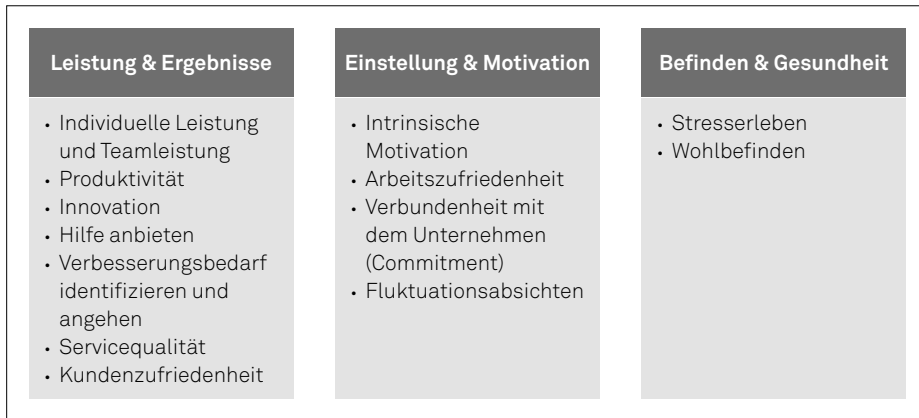 Leistung & Ergebnisse
• Individuelle Leistung
und Teamleistung
• Produktivität
• Innovation
• Hilfe anbieten
• Verbesserungsbedarf
identifizieren und
angehen
• Servicequalität
• Kundenzufriedenheit
Einstellung & Motivation
• Intrinsische
Motivation
• Arbeitszufriedenheit
• Verbundenheit mit
dem Unternehmen
(Commitment)
• Fluktuationsabsichten
Befinden & Gesundheit
• Stresserleben
• Wohlbefinden